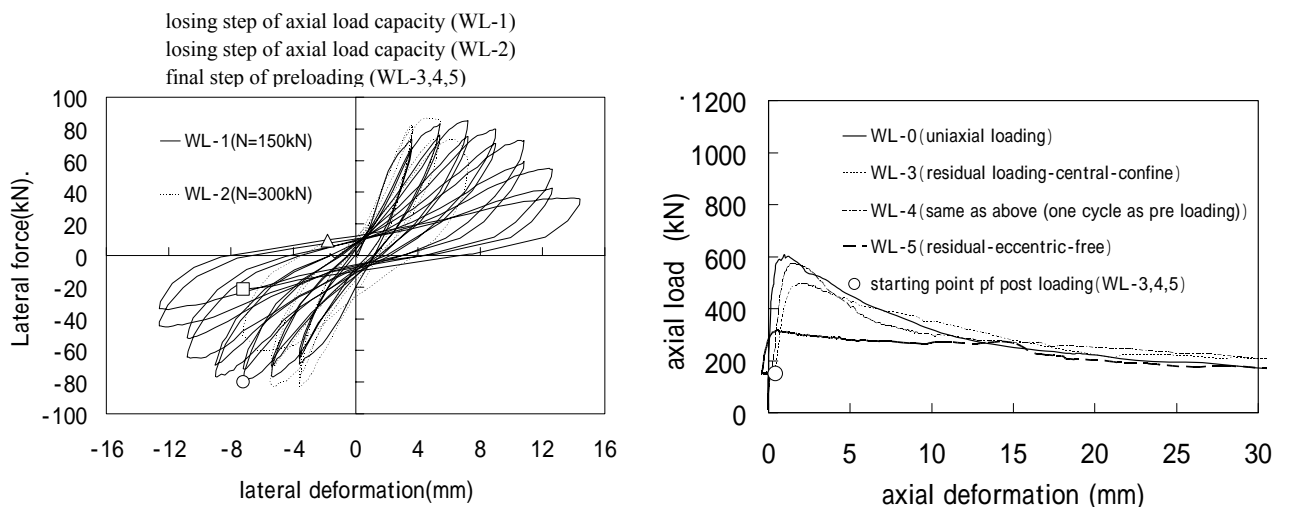 losing step of axial load capacity (WL-1)
losing step of axial load capacity (WL-2)
final step of preloading (WL-3,4,5)
100
80
60
40
20
0
-20
-40
-60
-80
-100
Lateral force(kN).
WL-1(N=150kN)
WL-2(N=300kN)
-16 -12 -8 -4 0 4 8 12 16
lateral deformation(mm)
1200
1000
800
600
400
200
0
axial load (kN)
WL-0(uniaxial loading)
WL-3(residual loading-central-confine)
WL-4(same as above (one cycle as pre loading))
WL-5(residual-eccentric-free)
starting point pf post loading(WL-3,4,5)
0 5 10 15 20 25 30
axial deformation (mm)